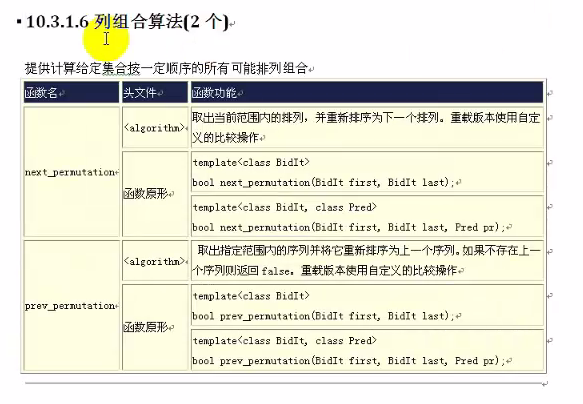 ▪10.3.1.6 列组合算法(2 个)
提供计算给定集合按一定顺序的所有可能排列组合
函数名 头文件 函数功能
next_permutation
<algorithm>
取出当前范围内的排列，并重新排序为下一个排列。重载版本使用自定
义的比较操作
函数原形
template<class BidIt>
bool next_permutation(BidIt first, BidIt last);
template<class BidIt, class Pred>
bool next_permutation(BidIt first, BidIt last, Pred pr);
prev_permutation
<algorithm>
取出指定范围内的序列并将它重新排序为上一个序列。如果不存在上一
个序列则返回 false。重载版本使用自定义的比较操作
函数原形
template<class BidIt>
bool prev_permutation(BidIt first, BidIt last);
template<class BidIt, class Pred>
bool prev_permutation(BidIt first, BidIt last, Pred pr);